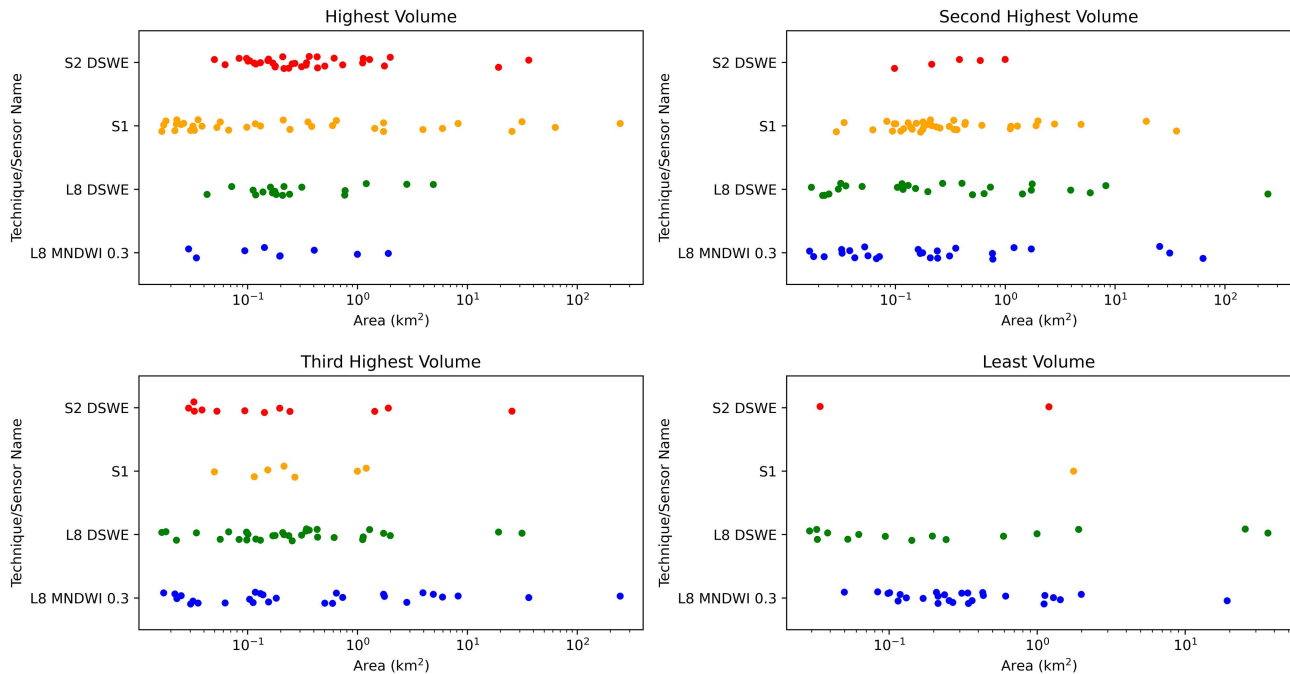 Highest Volume
Technique/Sensor Name
S2 DSWE
S1
L8 DSWE
L8 MNDWI 0.3
10⁻¹ 10⁰ 10¹ 10²
Area (km²)
Second Highest Volume
Technique/Sensor Name
S2 DSWE
S1
L8 DSWE
L8 MNDWI 0.3
10⁻¹ 10⁰ 10¹ 10²
Area (km²)
Third Highest Volume
Technique/Sensor Name
S2 DSWE
S1
L8 DSWE
L8 MNDWI 0.3
10⁻¹ 10⁰ 10¹ 10²
Area (km²)
Least Volume
Technique/Sensor Name
S2 DSWE
S1
L8 DSWE
L8 MNDWI 0.3
10⁻¹ 10⁰ 10¹
Area (km²)